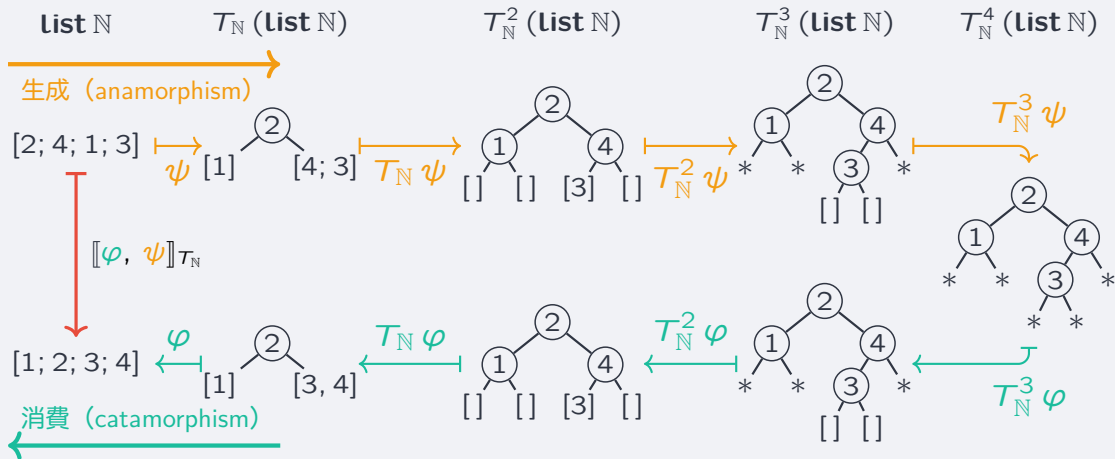 list ℕ T_ℕ (list ℕ) T_ℕ^2 (list ℕ) T_ℕ^3 (list ℕ) T_ℕ^4 (list ℕ)
生成（anamorphism）
2 2 2
1 4 1 4
[2; 4; 1; 3] ψ [1] [4; 3] T_ℕ ψ [ ] [ ] [3] [ ] T_ℕ^2 ψ * * 3 * T_ℕ^3 ψ
[ ] [ ]
2
1 4
* * 3 *
* *
⟦φ, ψ⟧_{T_ℕ}
2 2 2
1 4 1 4
[1; 2; 3; 4] φ [1] [3, 4] T_ℕ φ [ ] [ ] [3] [ ] T_ℕ^2 φ * * 3 * T_ℕ^3 φ
[ ] [ ]
消費（catamorphism）